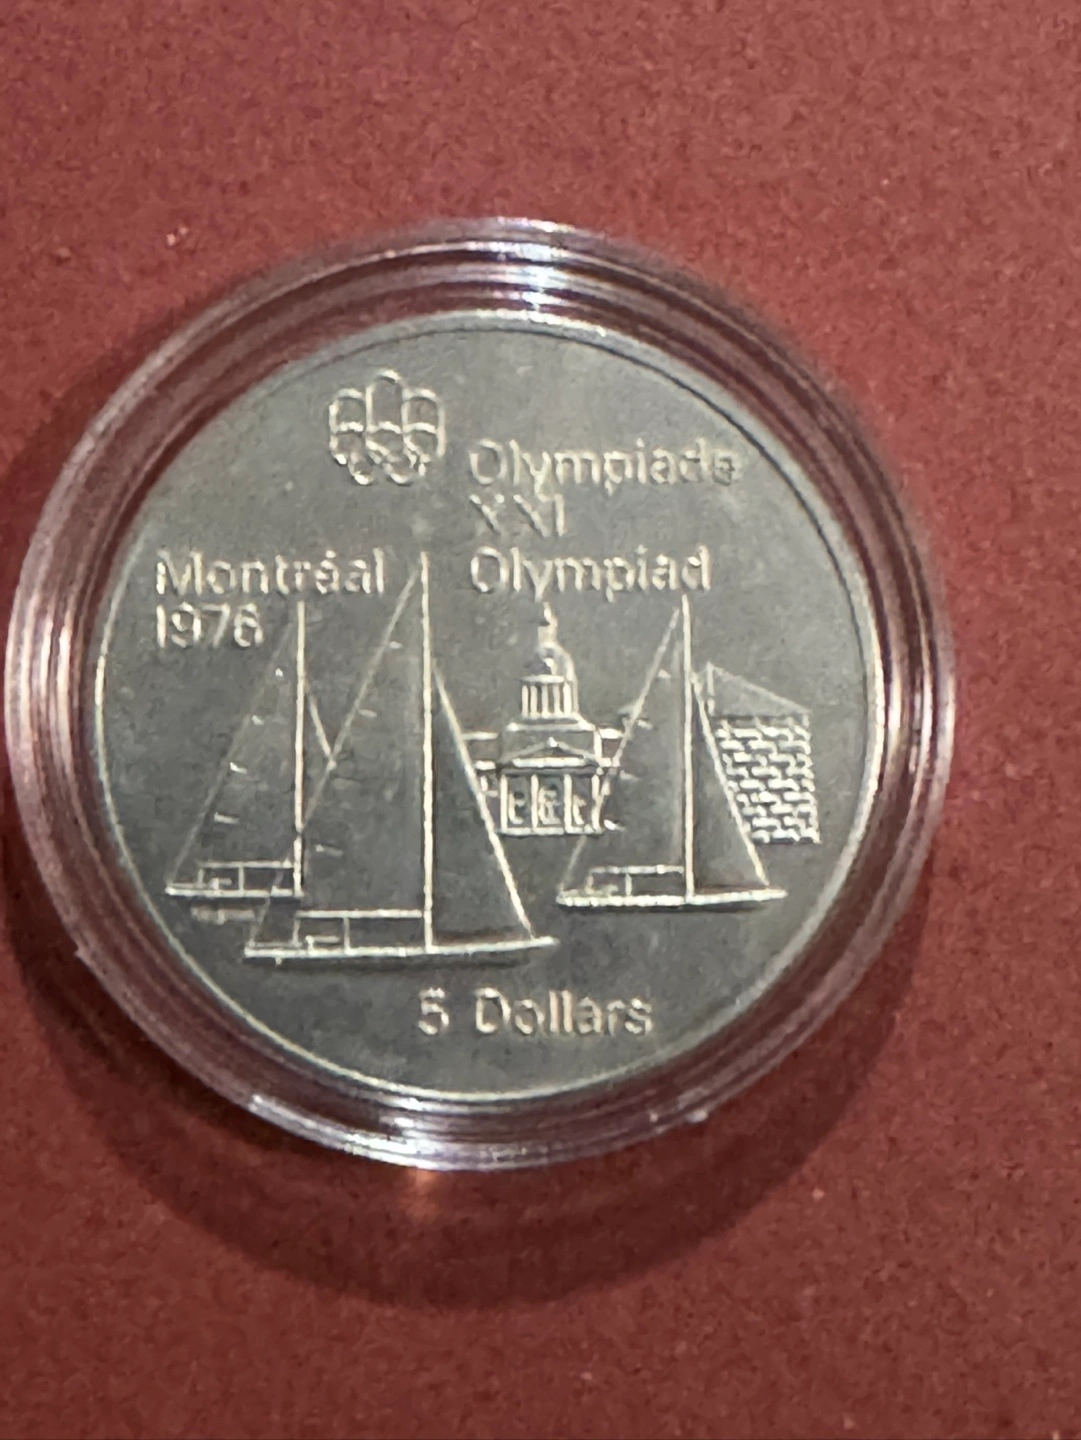 Olympiade
XXI
Olympiad
Montréal
1976
5 Dollars